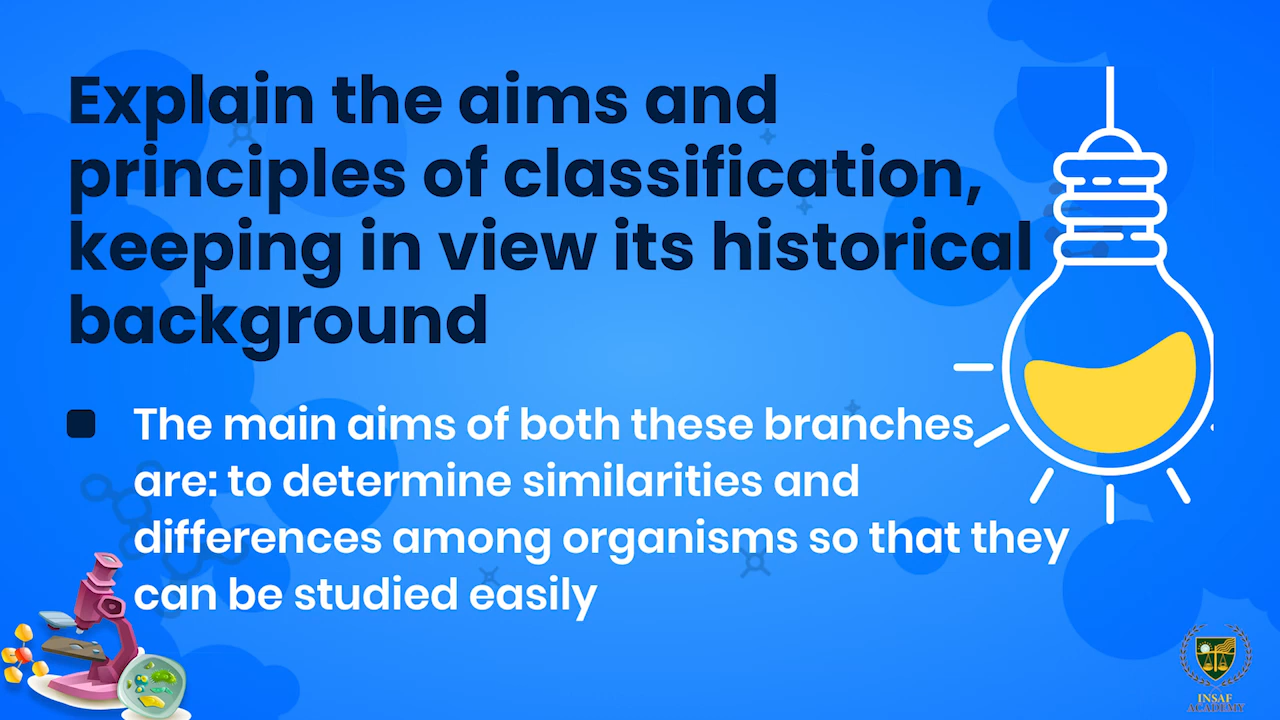 Explain the aims and
principles of classification,
keeping in view its historical
background
The main aims of both these branches
are: to determine similarities and
differences among organisms so that they
can be studied easily
INSAF
ACADEMY